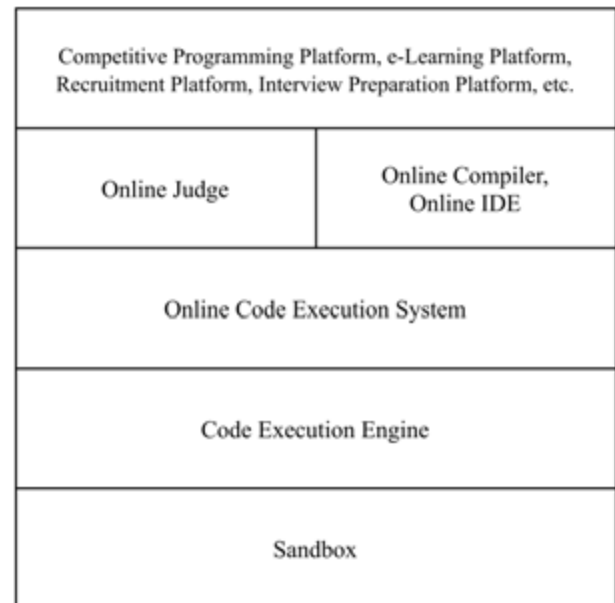 Competitive Programming Platform, e-Learning Platform,
Recruitment Platform, Interview Preparation Platform, etc.
Online Judge
Online Compiler,
Online IDE
Online Code Execution System
Code Execution Engine
Sandbox